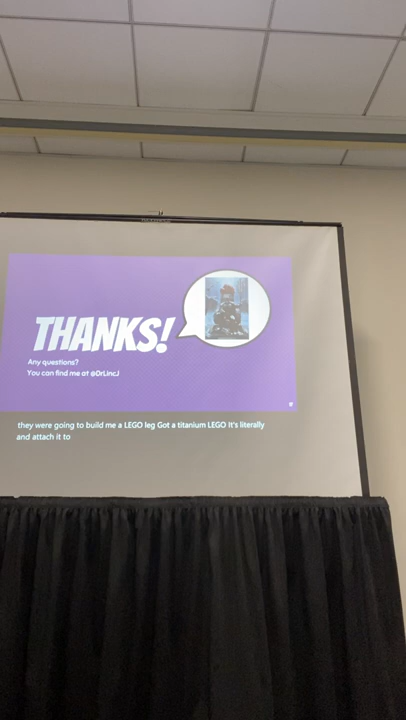 THANKS!
Any questions?
You can find me at @DrLincJ
they were going to build me a LEGO leg Got a titanium LEGO It's literally
and attach it to